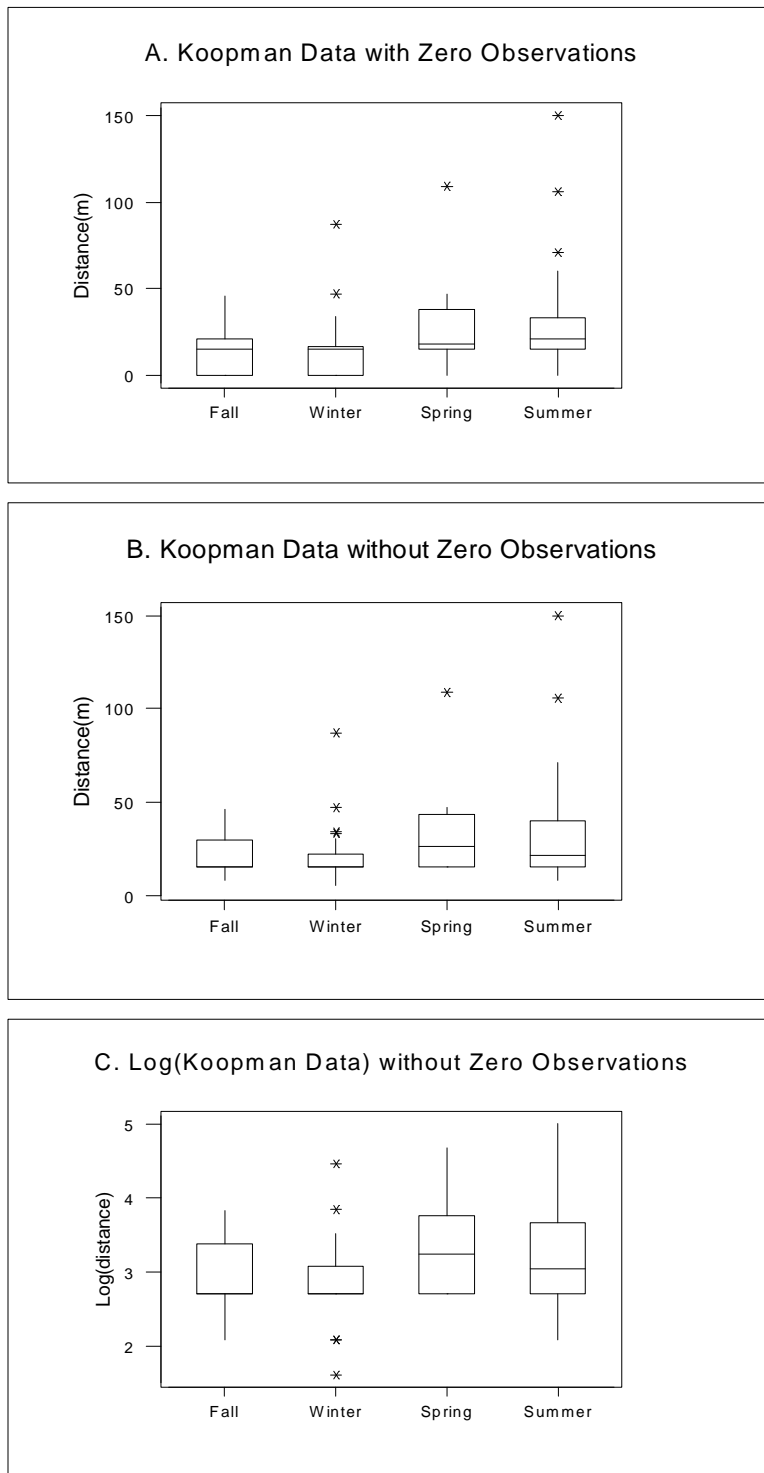 A. Koopman Data with Zero Observations
150
100
50
0
Distance(m)
Fall Winter Spring Summer
B. Koopman Data without Zero Observations
150
100
50
0
Distance(m)
Fall Winter Spring Summer
C. Log(Koopman Data) without Zero Observations
5
4
3
2
Log(distance)
Fall Winter Spring Summer